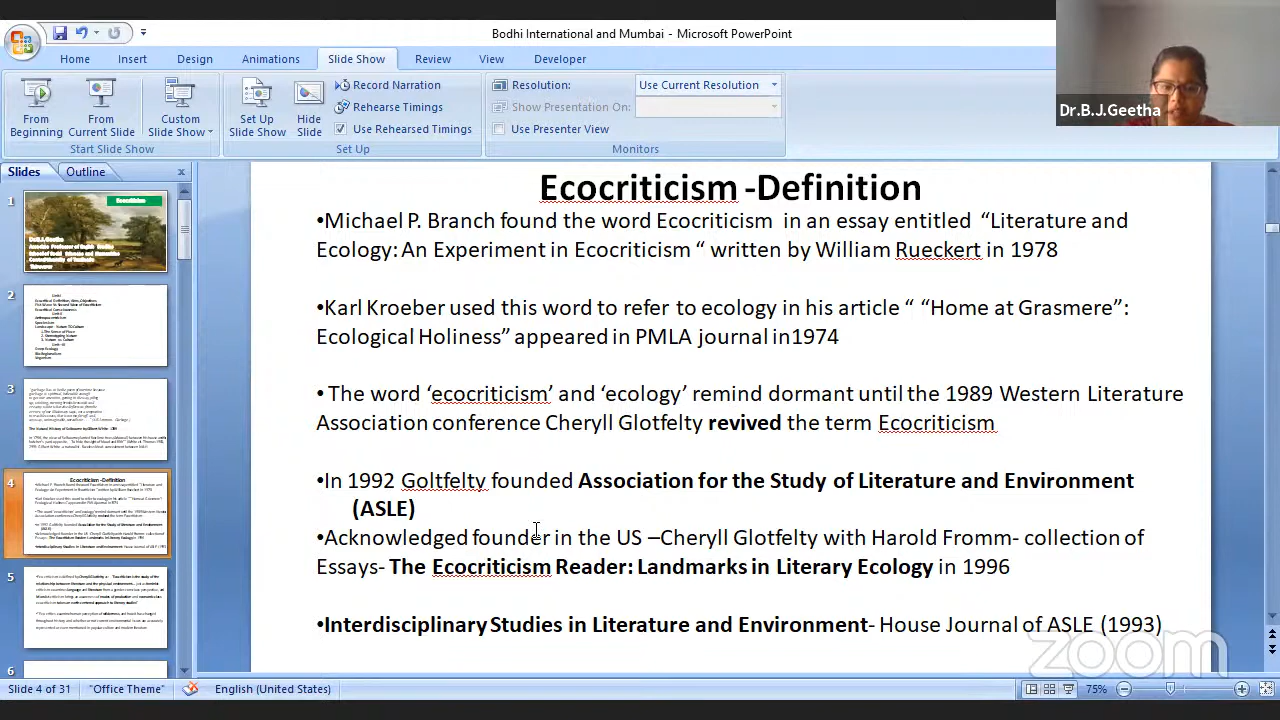 Bodhi International and Mumbai - Microsoft PowerPoint
Home Insert Design Animations Slide Show Review View Developer
From Beginning
From Current Slide
Custom Slide Show
Start Slide Show
Set Up Slide Show
Hide Slide
Record Narration
Rehearse Timings
Use Rehearsed Timings
Set Up
Resolution: Use Current Resolution
Show Presentation On:
Use Presenter View
Monitors
Dr.B.J.Geetha
Slides Outline
1
Ecocriticism
2
3
4
5
6
Ecocriticism -Definition
•Michael P. Branch found the word Ecocriticism in an essay entitled “Literature and
Ecology: An Experiment in Ecocriticism “ written by William Rueckert in 1978
•Karl Kroeber used this word to refer to ecology in his article “ “Home at Grasmere”:
Ecological Holiness” appeared in PMLA journal in1974
• The word ‘ecocriticism’ and ‘ecology’ remind dormant until the 1989 Western Literature
Association conference Cheryll Glotfelty revived the term Ecocriticism
•In 1992 Goltfelty founded Association for the Study of Literature and Environment
(ASLE)
•Acknowledged founder in the US –Cheryll Glotfelty with Harold Fromm- collection of
Essays- The Ecocriticism Reader: Landmarks in Literary Ecology in 1996
•Interdisciplinary Studies in Literature and Environment- House Journal of ASLE (1993)
zoom
Slide 4 of 31 "Office Theme" English (United States) 75%